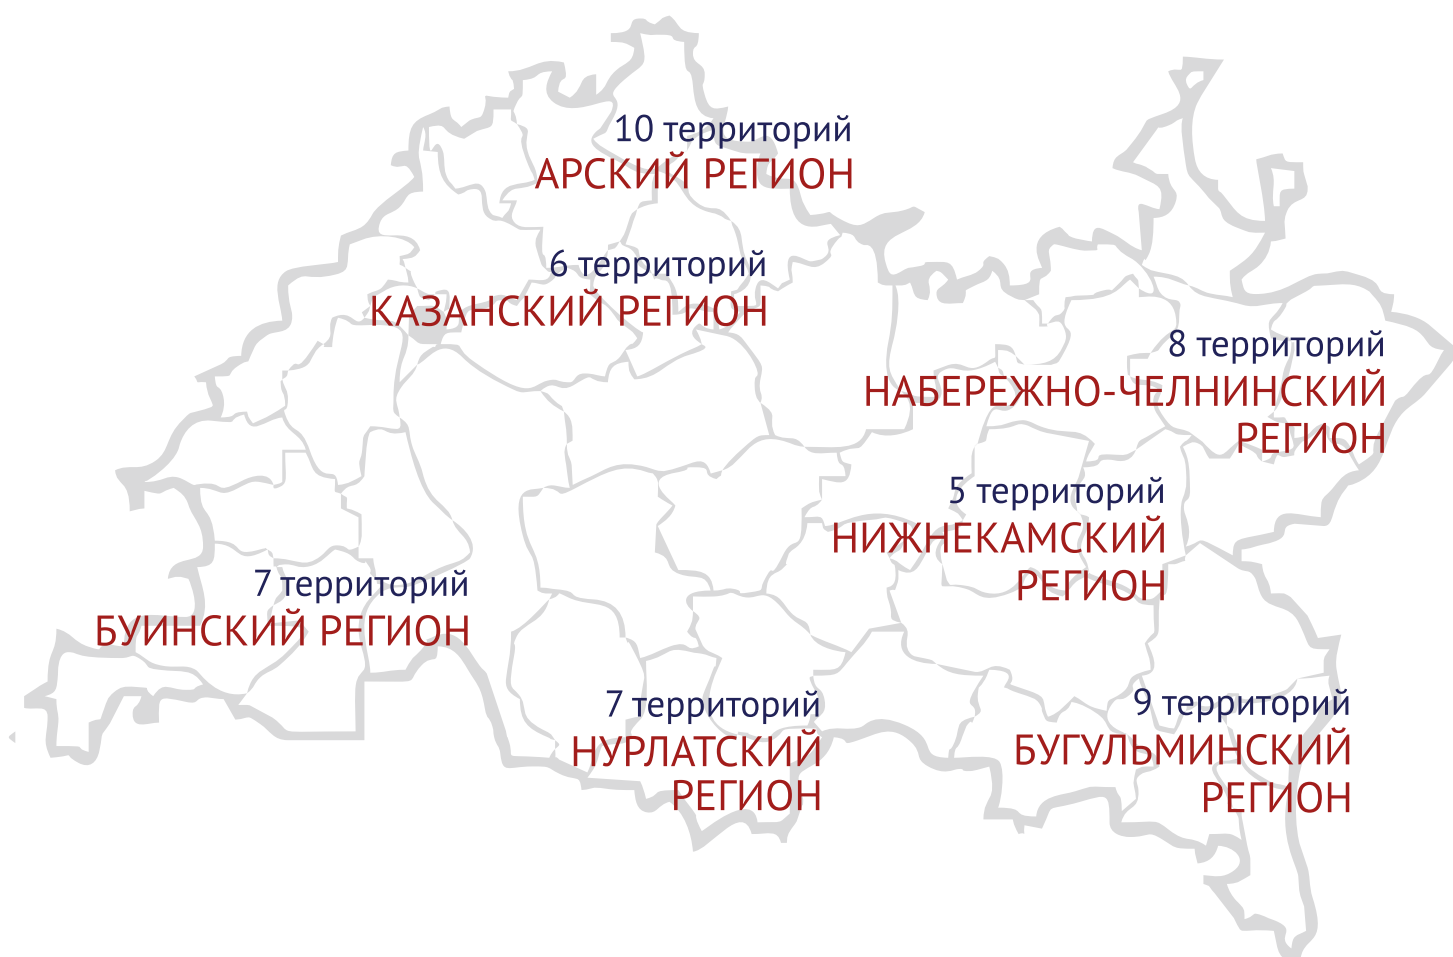 10 территорий
АРСКИЙ РЕГИОН
6 территорий
КАЗАНСКИЙ РЕГИОН
8 территорий
НАБЕРЕЖНО-ЧЕЛНИНСКИЙ
РЕГИОН
5 территорий
НИЖНЕКАМСКИЙ
РЕГИОН
7 территорий
БУИНСКИЙ РЕГИОН
7 территорий
НУРЛАТСКИЙ
РЕГИОН
9 территорий
БУГУЛЬМИНСКИЙ
РЕГИОН